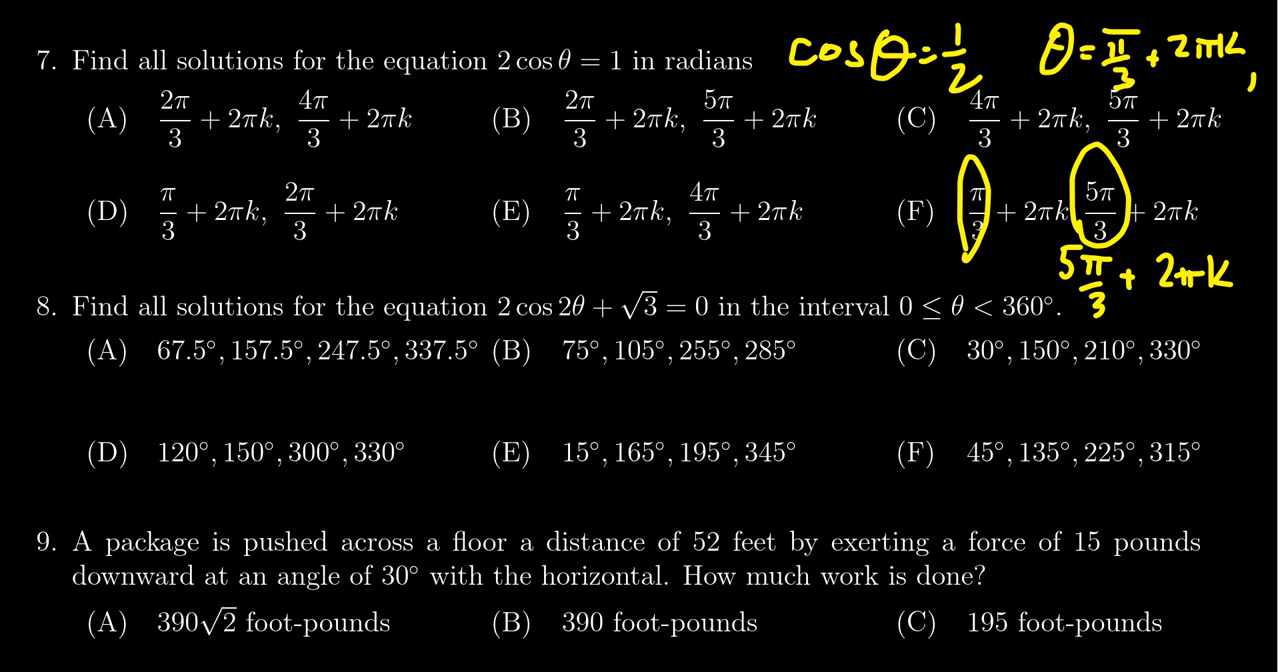 7. Find all solutions for the equation 2 cos θ = 1 in radians cos θ = 1/2 θ = π/3 + 2πk,
(A) 2π/3 + 2πk, 4π/3 + 2πk (B) 2π/3 + 2πk, 5π/3 + 2πk (C) 4π/3 + 2πk, 5π/3 + 2πk
(D) π/3 + 2πk, 2π/3 + 2πk (E) π/3 + 2πk, 4π/3 + 2πk (F) π/3 + 2πk 5π/3 + 2πk
5π/3 + 2πk
8. Find all solutions for the equation 2 cos 2θ + √3 = 0 in the interval 0 ≤ θ < 360°.
(A) 67.5°, 157.5°, 247.5°, 337.5° (B) 75°, 105°, 255°, 285° (C) 30°, 150°, 210°, 330°
(D) 120°, 150°, 300°, 330° (E) 15°, 165°, 195°, 345° (F) 45°, 135°, 225°, 315°
9. A package is pushed across a floor a distance of 52 feet by exerting a force of 15 pounds
downward at an angle of 30° with the horizontal. How much work is done?
(A) 390√2 foot-pounds (B) 390 foot-pounds (C) 195 foot-pounds